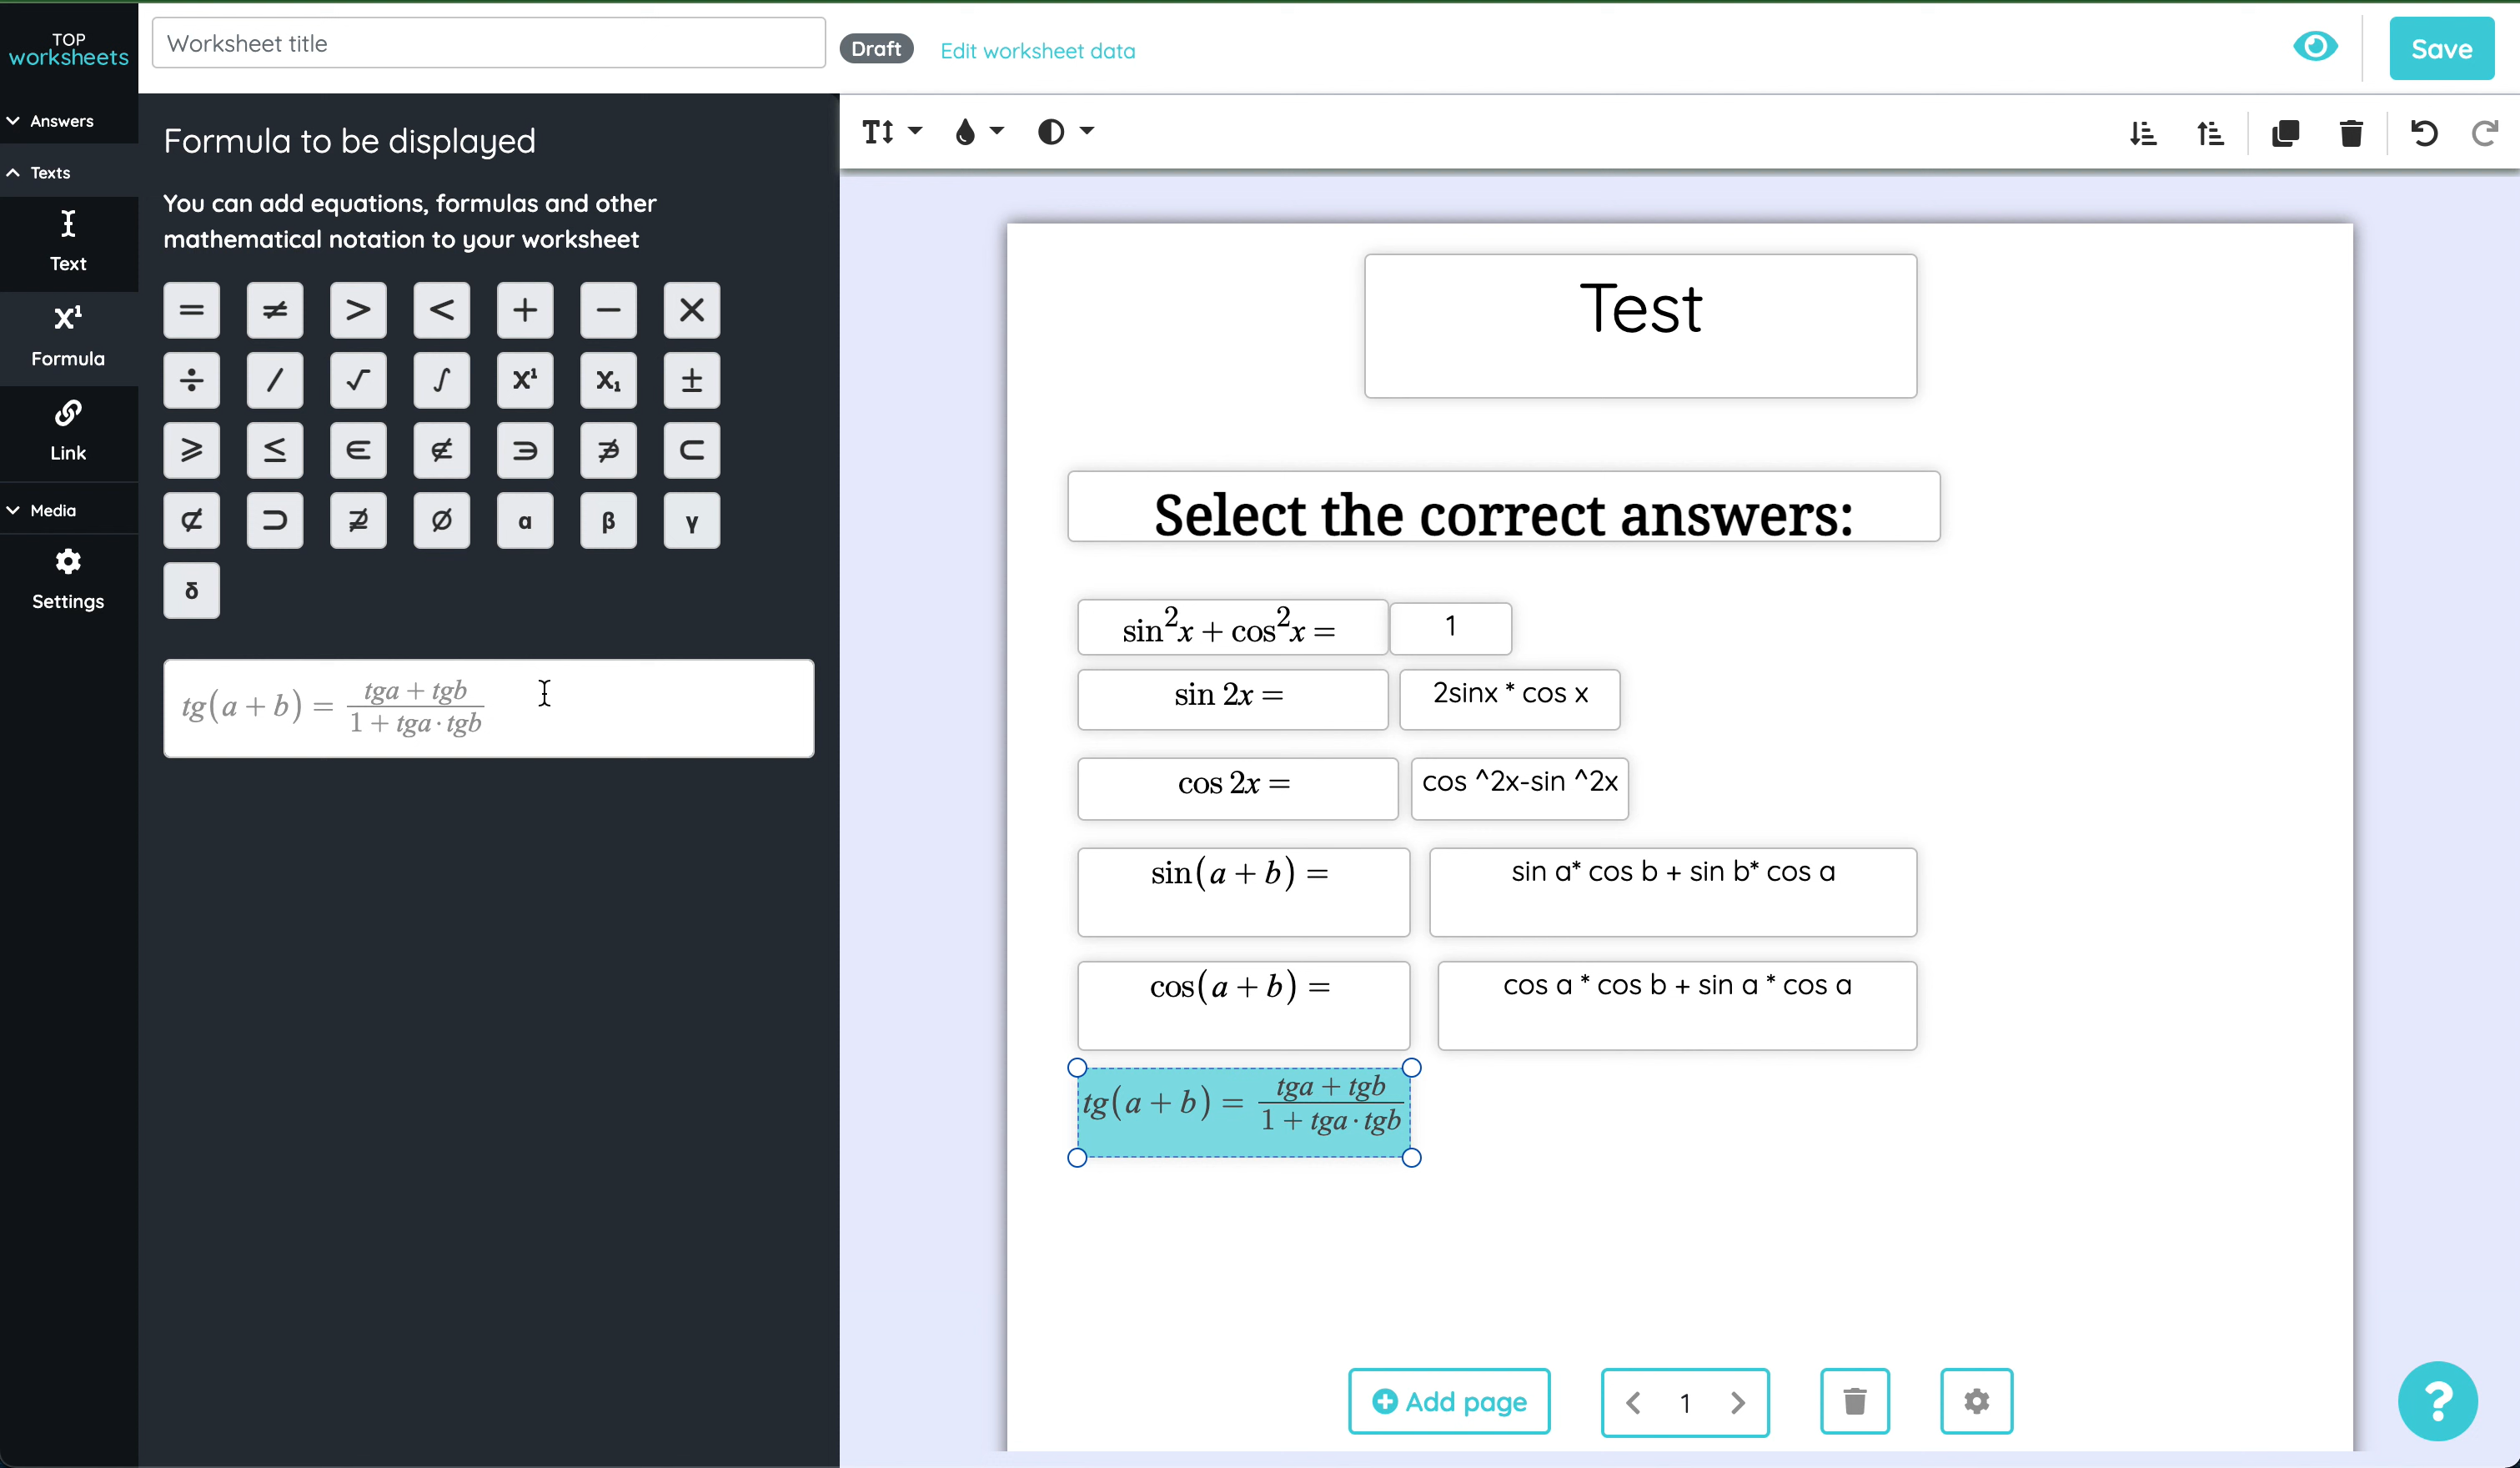 TOP
worksheets
Worksheet title
Draft
Edit worksheet data
Save
Answers
Texts
Text
X¹
Formula
Link
Media
Settings
Formula to be displayed
You can add equations, formulas and other
mathematical notation to your worksheet
= ≠ > < + − ×
÷ / √ ∫ X¹ X₁ ±
⩾ ≤ ∈ ∉ ∋ ∌ ⊂
⊄ ⊃ ⊉ Ø α β γ
δ
tg(a + b) = (tga + tgb)/(1 + tga · tgb)
Test
Select the correct answers:
sin²x + cos²x = 1
sin 2x = 2sinx * cos x
cos 2x = cos ^2x-sin ^2x
sin(a + b) = sin a* cos b + sin b* cos a
cos(a + b) = cos a * cos b + sin a * cos a
tg(a + b) = (tga + tgb)/(1 + tga · tgb)
Add page
< 1 >
?